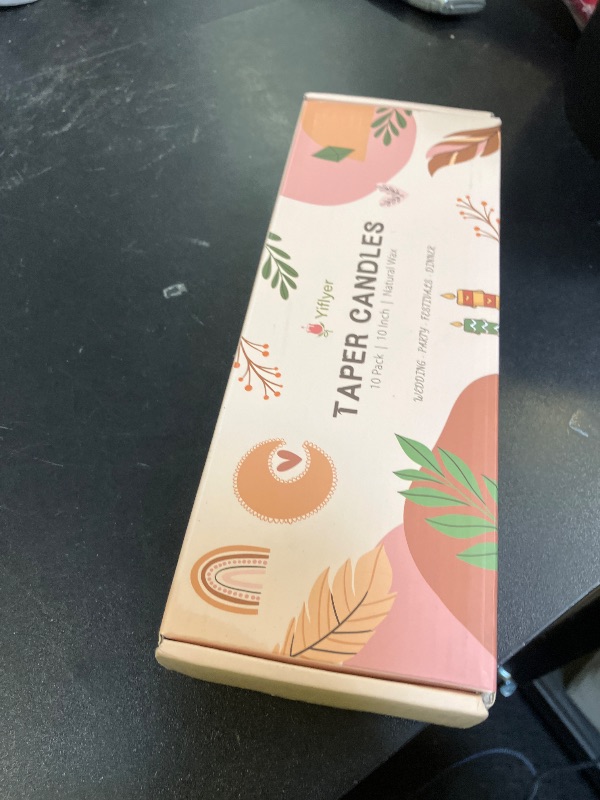 Yiflyer
TAPER CANDLES
10 Pack | 10 Inch | Natural Wax
WEDDING · PARTY · FESTIVALS · DINNER